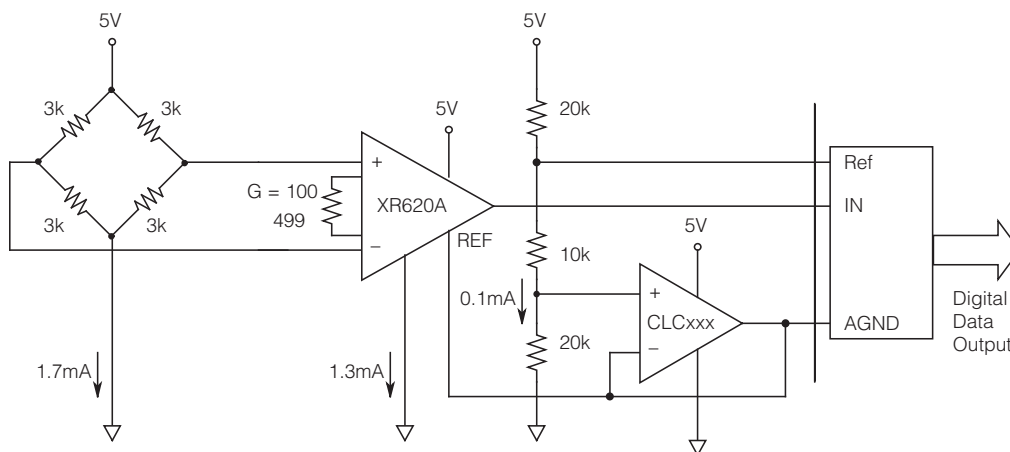 5V
3k
3k
3k
3k
1.7mA
G = 100
499
+
−
XR620A
5V
REF
1.3mA
5V
20k
10k
0.1mA
20k
5V
+
−
CLCxxx
Ref
IN
AGND
Digital
Data
Output